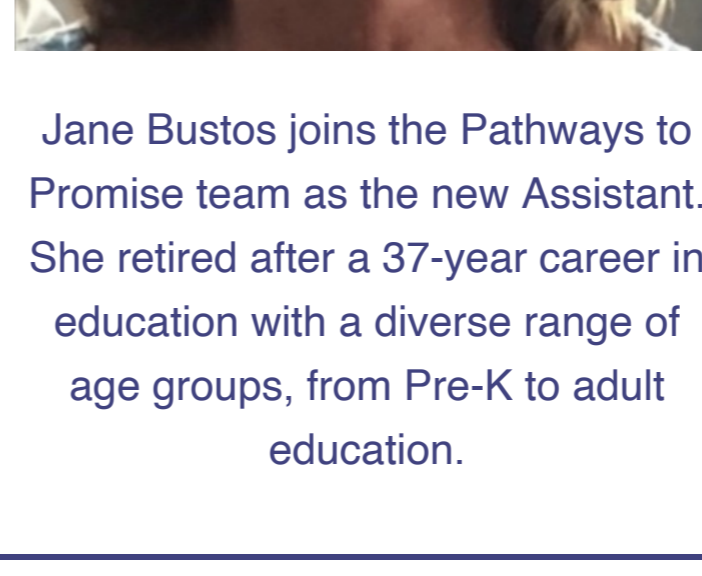 Jane Bustos joins the Pathways to
Promise team as the new Assistant.
She retired after a 37-year career in
education with a diverse range of
age groups, from Pre-K to adult
education.